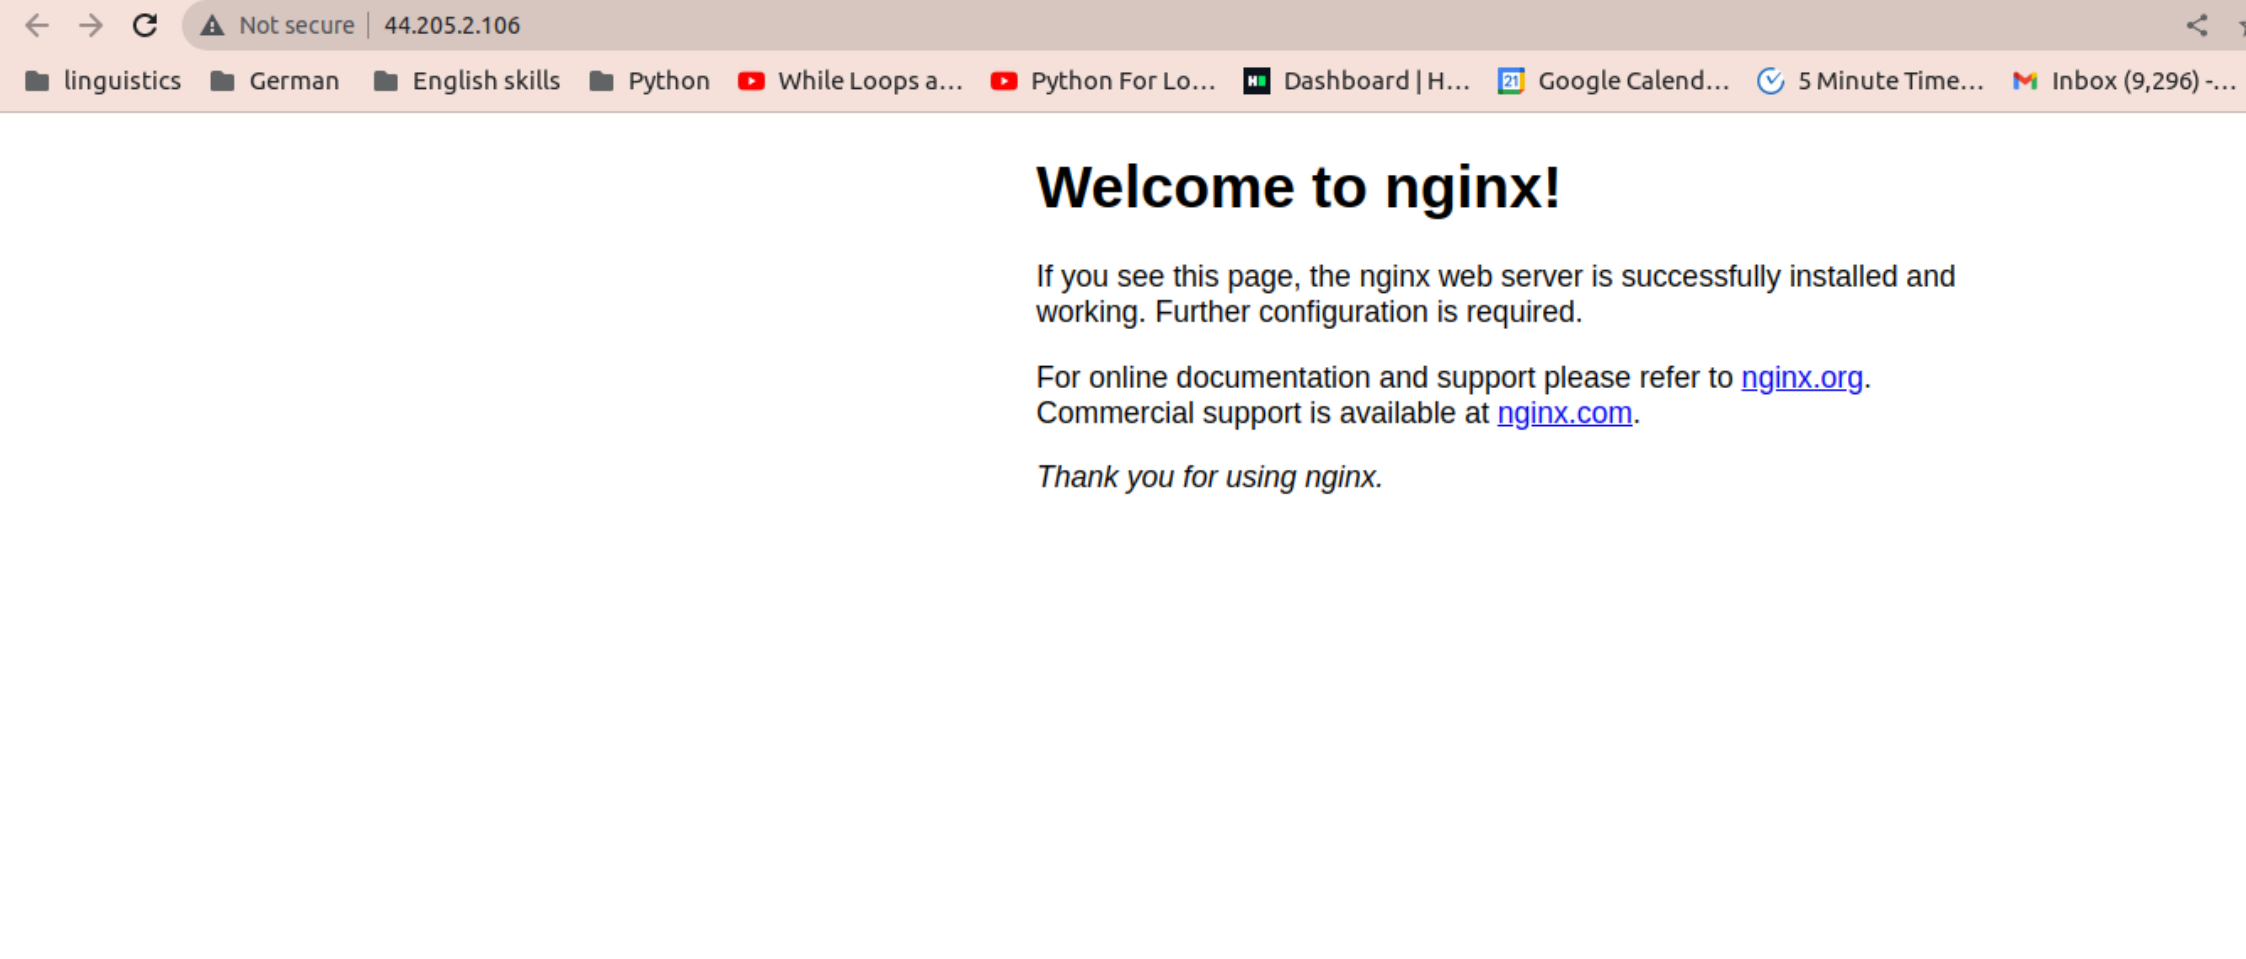 Not secure 44.205.2.106
linguistics German English skills Python While Loops a... Python For Lo... Dashboard | H... Google Calend... 5 Minute Time... Inbox (9,296) -...
Welcome to nginx!
If you see this page, the nginx web server is successfully installed and
working. Further configuration is required.
For online documentation and support please refer to nginx.org.
Commercial support is available at nginx.com.
Thank you for using nginx.